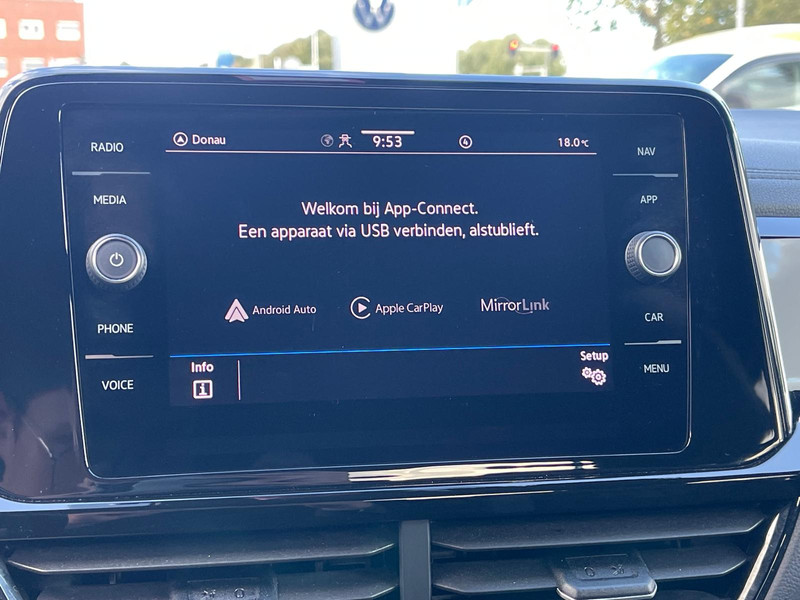 RADIO
MEDIA
PHONE
VOICE
Donau
9:53
4
18.0°C
Welkom bij App-Connect.
Een apparaat via USB verbinden, alstublieft.
Android Auto
Apple CarPlay
MirrorLink
Info
Setup
NAV
APP
CAR
MENU